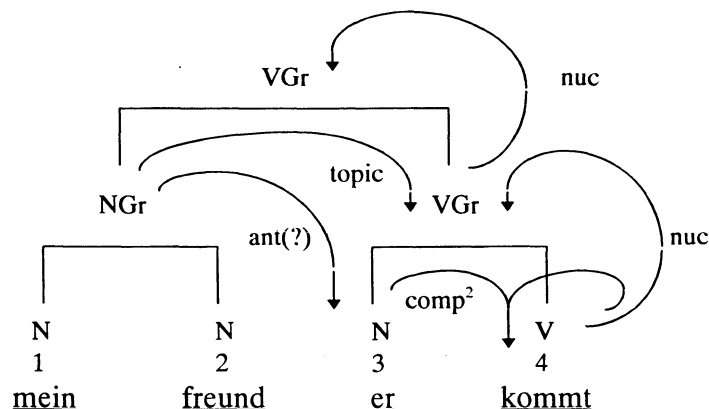 VGr nuc
topic
NGr VGr
ant(?) nuc
comp²
N N N V
1 2 3 4
mein freund er kommt